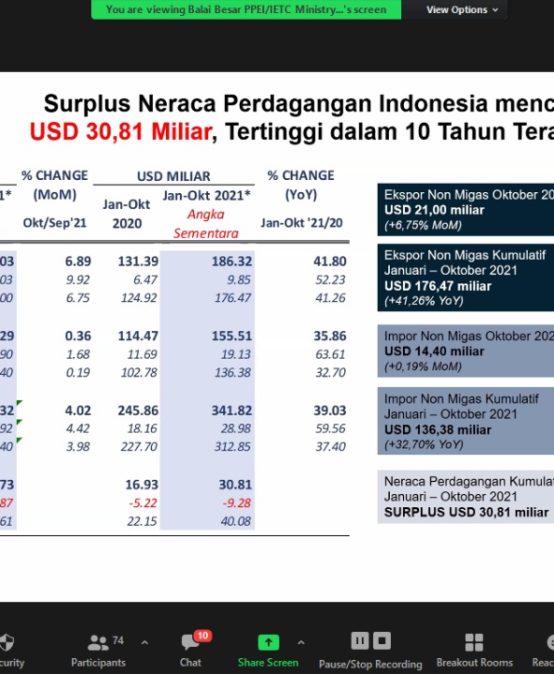 You are viewing Balai Besar PPEI/IETC Ministry...'s screen View Options
Surplus Neraca Perdagangan Indonesia menc
USD 30,81 Miliar, Tertinggi dalam 10 Tahun Tera
% CHANGE USD MILIAR % CHANGE
1* (MoM) Jan-Okt Jan-Okt 2021* (YoY)
Okt/Sep'21 2020 Angka Jan-Okt '21/20
Sementara
03 6.89 131.39 186.32 41.80
03 9.92 6.47 9.85 52.23
00 6.75 124.92 176.47 41.26
29 0.36 114.47 155.51 35.86
90 1.68 11.69 19.13 63.61
40 0.19 102.78 136.38 32.70
32 4.02 245.86 341.82 39.03
92 4.42 18.16 28.98 59.56
40 3.98 227.70 312.85 37.40
73 16.93 30.81
87 -5.22 -9.28
61 22.15 40.08
Ekspor Non Migas Oktober 20
USD 21,00 miliar
(+6,75% MoM)
Ekspor Non Migas Kumulatif
Januari – Oktober 2021
USD 176,47 miliar
(+41,26% YoY)
Impor Non Migas Oktober 202
USD 14,40 miliar
(+0,19% MoM)
Impor Non Migas Kumulatif
Januari – Oktober 2021
USD 136,38 miliar
(+32,70% YoY)
Neraca Perdagangan Kumulat
Januari – Oktober 2021
SURPLUS USD 30,81 miliar
74 10
curity Participants Chat Share Screen Pause/Stop Recording Breakout Rooms Reac